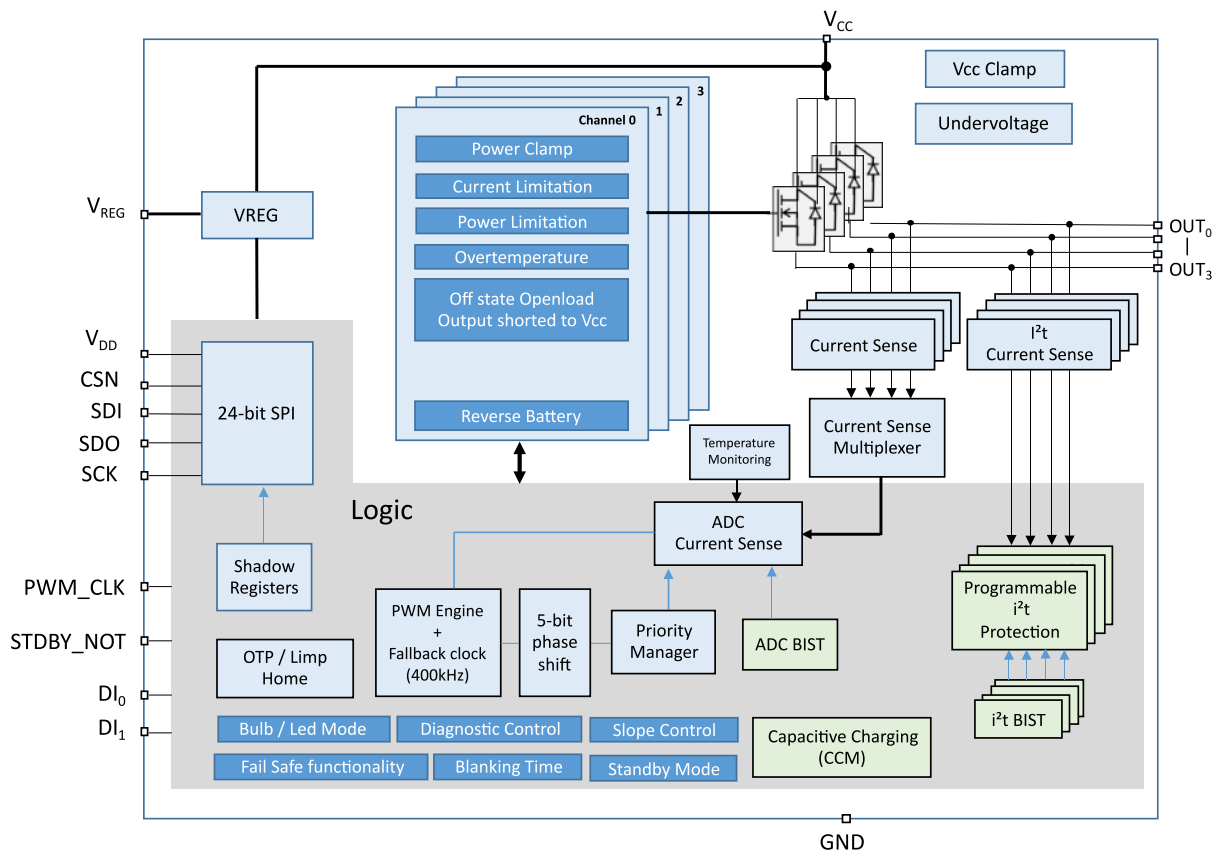 VCC
Vcc Clamp
Undervoltage
3
2
1
Channel 0
Power Clamp
Current Limitation
Power Limitation
Overtemperature
Off state Openload
Output shorted to Vcc
Reverse Battery
VREG
VREG
OUT0
|
OUT3
Current Sense
I²t
Current Sense
Current Sense
Multiplexer
Temperature
Monitoring
VDD
CSN
SDI
SDO
SCK
24-bit SPI
Logic
ADC
Current Sense
Shadow
Registers
PWM_CLK
STDBY_NOT
DI0
DI1
PWM Engine
+
Fallback clock
(400kHz)
5-bit
phase
shift
Priority
Manager
ADC BIST
Programmable
i²t
Protection
i²t BIST
OTP / Limp
Home
Bulb / Led Mode
Diagnostic Control
Slope Control
Fail Safe functionality
Blanking Time
Standby Mode
Capacitive Charging
(CCM)
GND